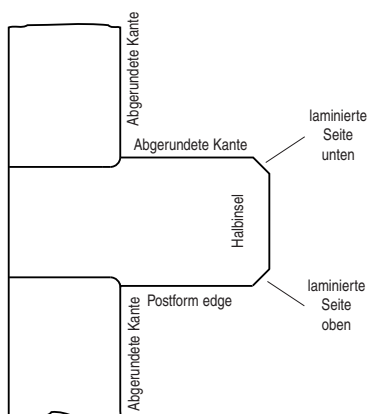 Abgerundete Kante
Abgerundete Kante
laminierte
Seite
unten
Halbinsel
Postform edge
laminierte
Seite
oben
Abgerundete Kante